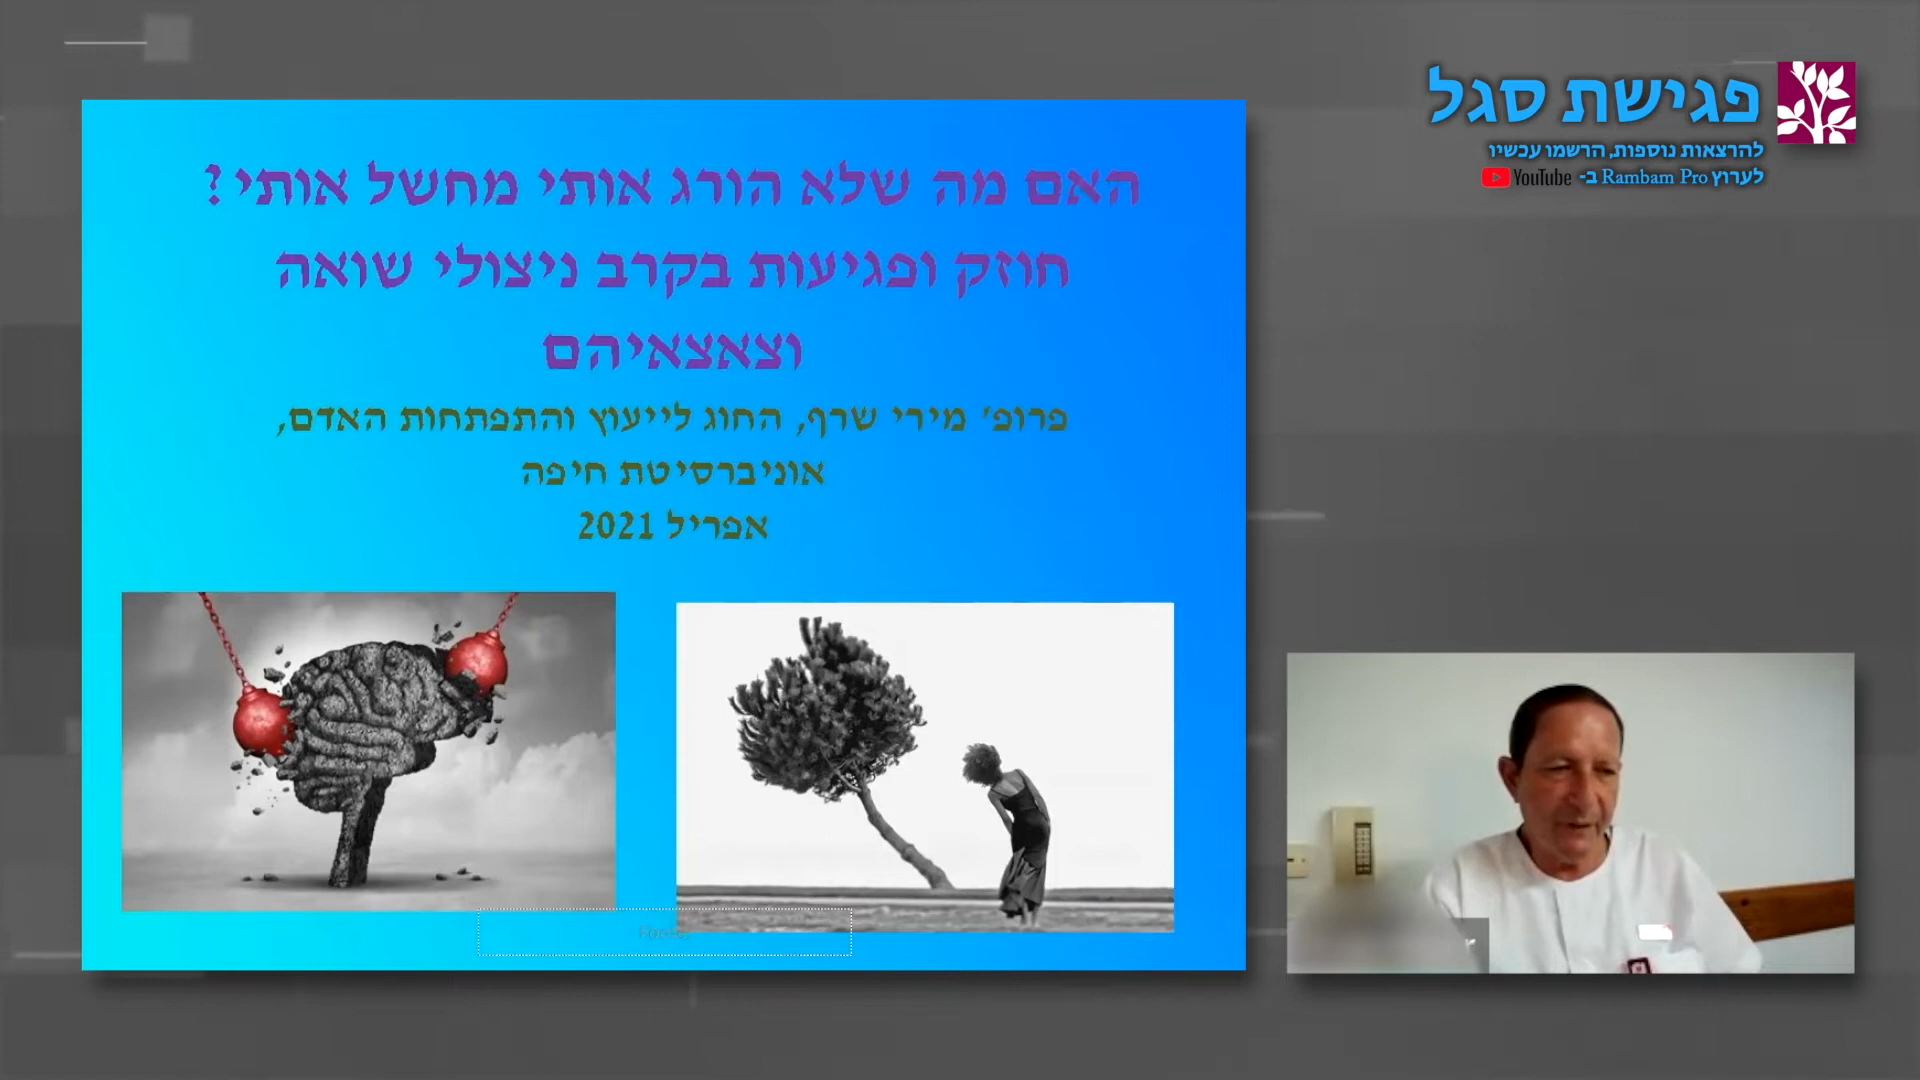 פגישת סגל
להרצאות נוספות, הרשמו עכשיו
לערוץ Rambam Pro ב- YouTube
האם מה שלא הורג אותי מחשל אותי?
חוזק ופגיעות בקרב ניצולי שואה
וצאצאיהם
פרופ' מירי שרף, החוג לייעוץ והתפתחות האדם,
אוניברסיטת חיפה
אפריל 2021